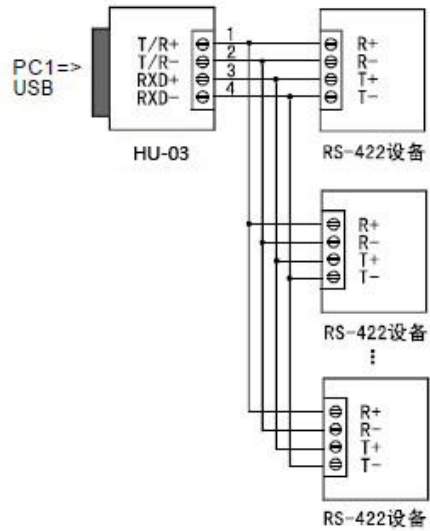 PC1=>
USB
T/R+ 1
T/R- 2
RXD+ 3
RXD- 4
HU-03
R+
R-
T+
T-
RS-422设备
R+
R-
T+
T-
RS-422设备
⋮
R+
R-
T+
T-
RS-422设备